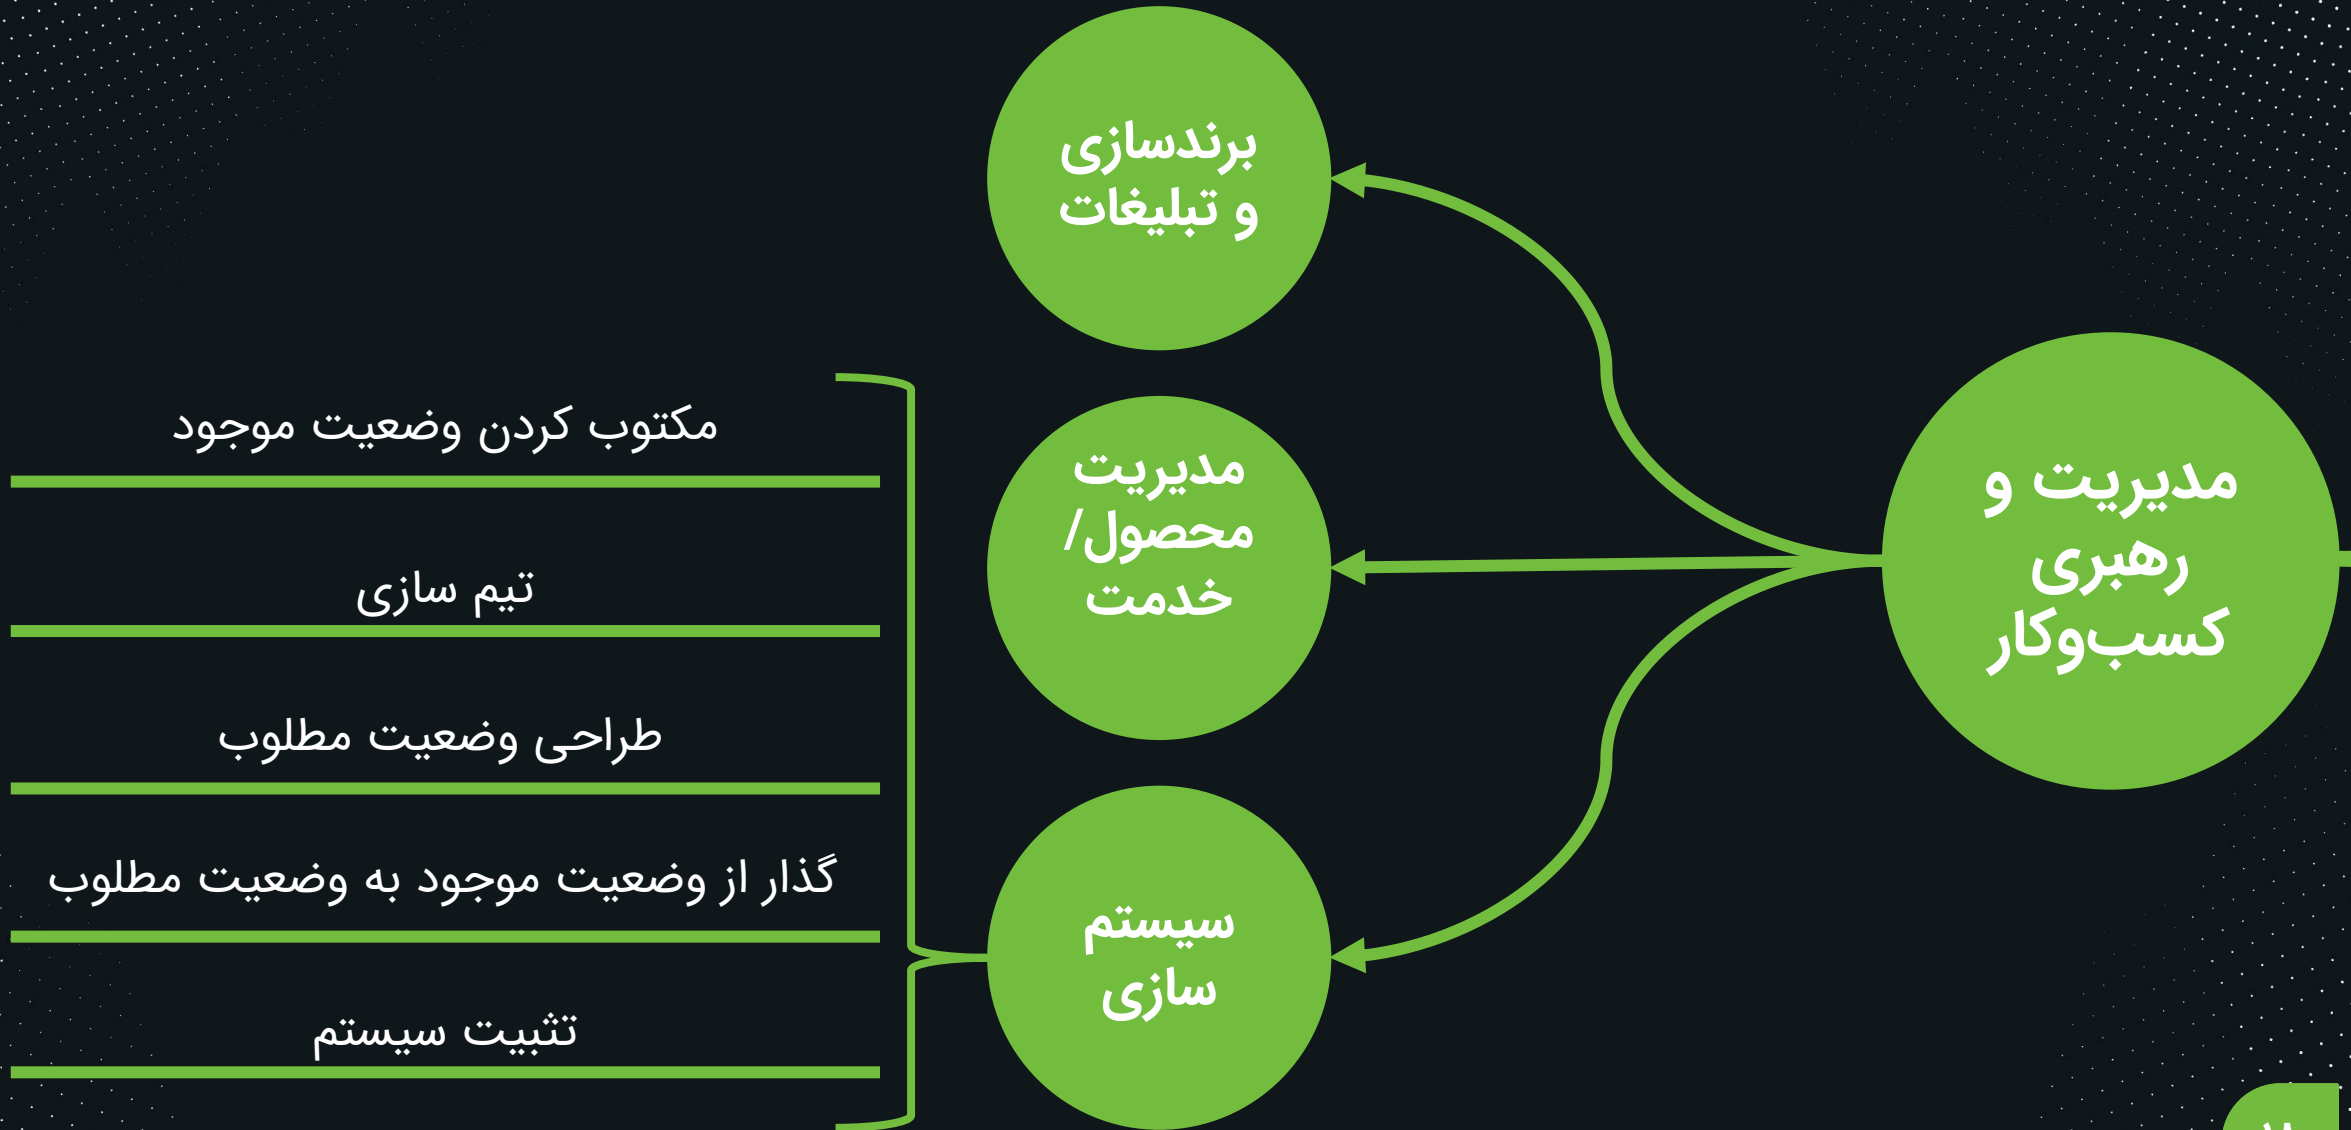 مدیریت و
رهبری
کسب‌وکار
برندسازی
و تبلیغات
مدیریت
محصول/
خدمت
سیستم
سازی
مکتوب کردن وضعیت موجود
تیم سازی
طراحی وضعیت مطلوب
گذار از وضعیت موجود به وضعیت مطلوب
تثبیت سیستم